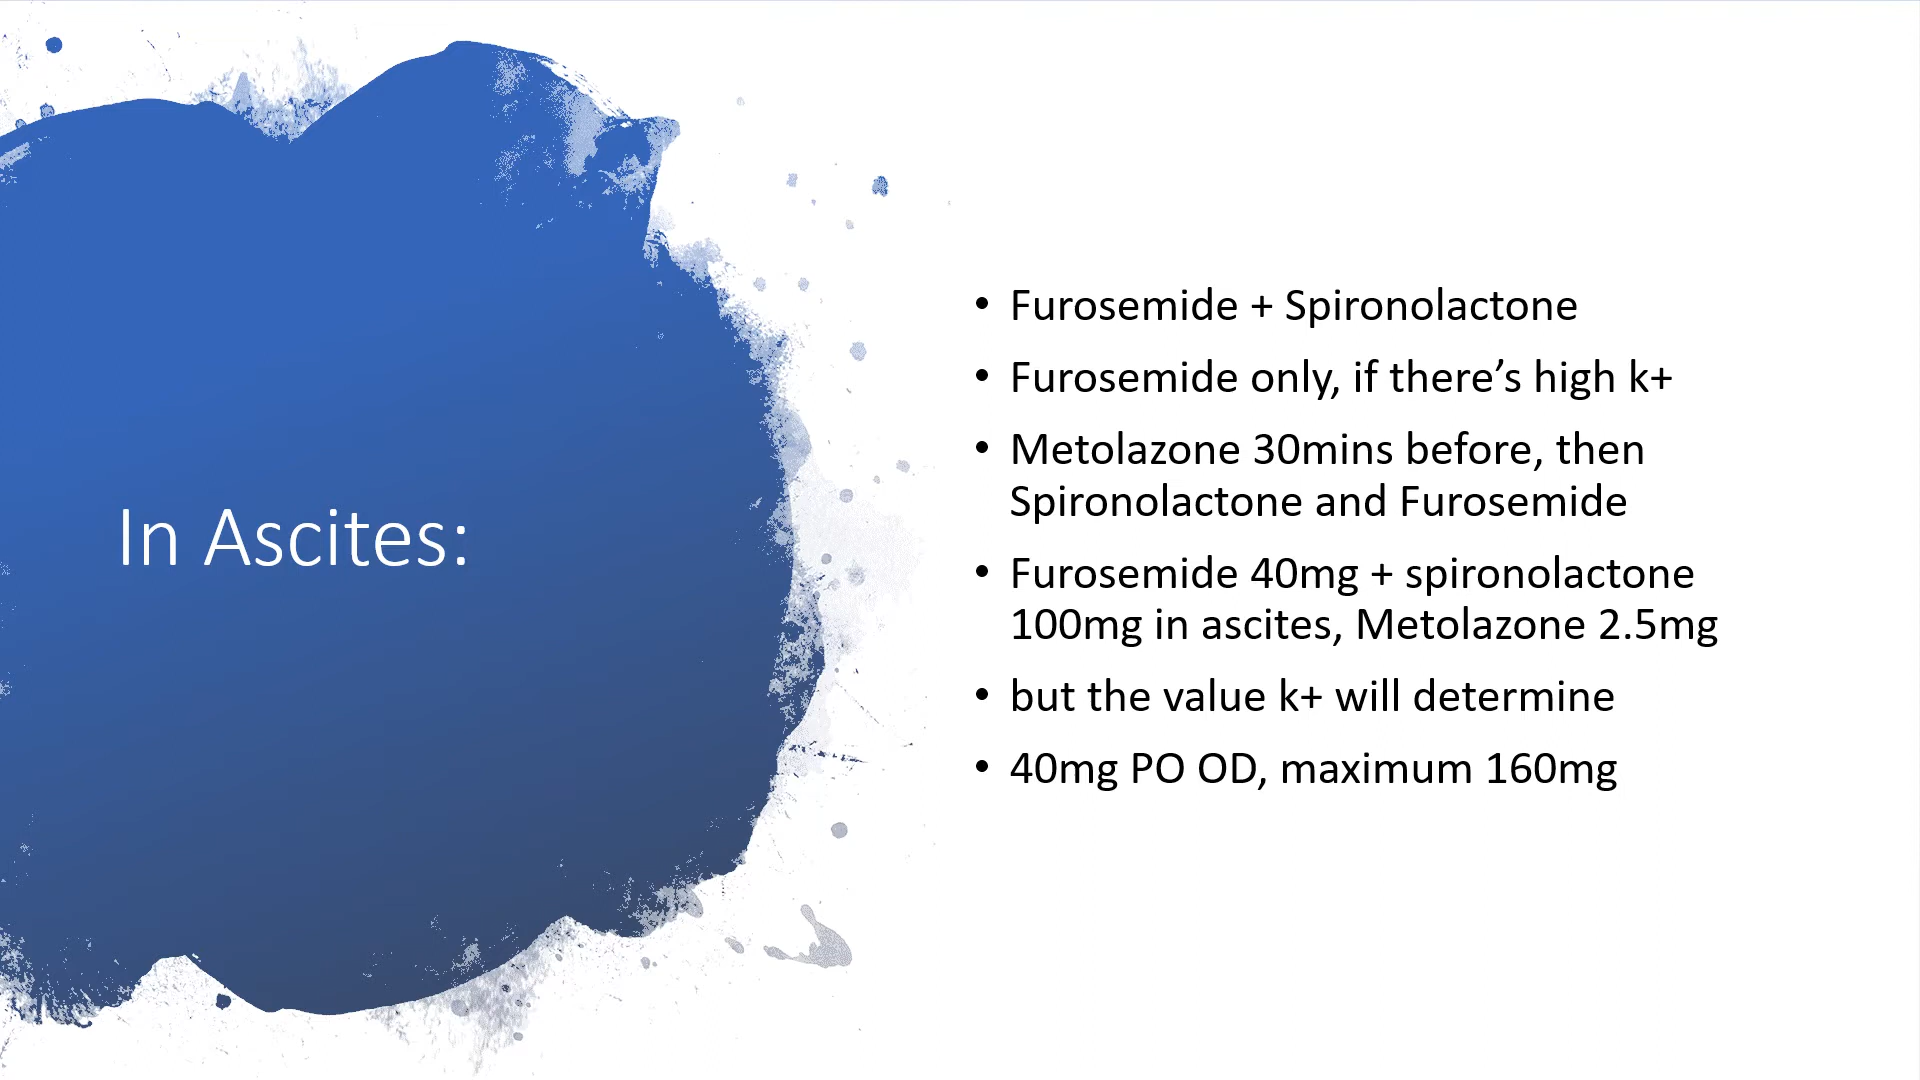 In Ascites:
• Furosemide + Spironolactone
• Furosemide only, if there’s high k+
• Metolazone 30mins before, then
Spironolactone and Furosemide
• Furosemide 40mg + spironolactone
100mg in ascites, Metolazone 2.5mg
• but the value k+ will determine
• 40mg PO OD, maximum 160mg